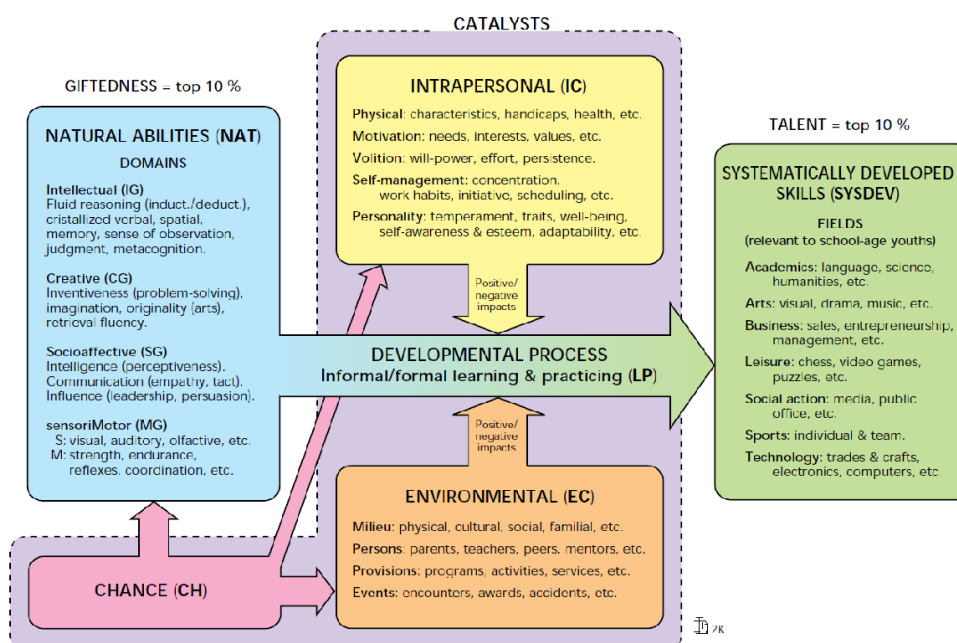 CATALYSTS
GIFTEDNESS = top 10 %
NATURAL ABILITIES (NAT)
DOMAINS
Intellectual (IG)
Fluid reasoning (induct./deduct.),
cristallized verbal, spatial,
memory, sense of observation,
judgment, metacognition.
Creative (CG)
Inventiveness (problem-solving),
imagination, originality (arts),
retrieval fluency.
Socioaffective (SG)
Intelligence (perceptiveness).
Communication (empathy, tact).
Influence (leadership, persuasion).
sensoriMotor (MG)
S: visual, auditory, olfactive, etc.
M: strength, endurance,
reflexes, coordination, etc.
INTRAPERSONAL (IC)
Physical: characteristics, handicaps, health, etc.
Motivation: needs, interests, values, etc.
Volition: will-power, effort, persistence.
Self-management: concentration,
work habits, initiative, scheduling, etc.
Personality: temperament, traits, well-being,
self-awareness & esteem, adaptability, etc.
Positive/
negative
impacts
DEVELOPMENTAL PROCESS
Informal/formal learning & practicing (LP)
Positive/
negative
impacts
ENVIRONMENTAL (EC)
Milieu: physical, cultural, social, familial, etc.
Persons: parents, teachers, peers, mentors, etc.
Provisions: programs, activities, services, etc.
Events: encounters, awards, accidents, etc.
CHANCE (CH)
TALENT = top 10 %
SYSTEMATICALLY DEVELOPED
SKILLS (SYSDEV)
FIELDS
(relevant to school-age youths)
Academics: language, science,
humanities, etc.
Arts: visual, drama, music, etc.
Business: sales, entrepreneurship,
management, etc.
Leisure: chess, video games,
puzzles, etc.
Social action: media, public
office, etc.
Sports: individual & team.
Technology: trades & crafts,
electronics, computers, etc.
2K